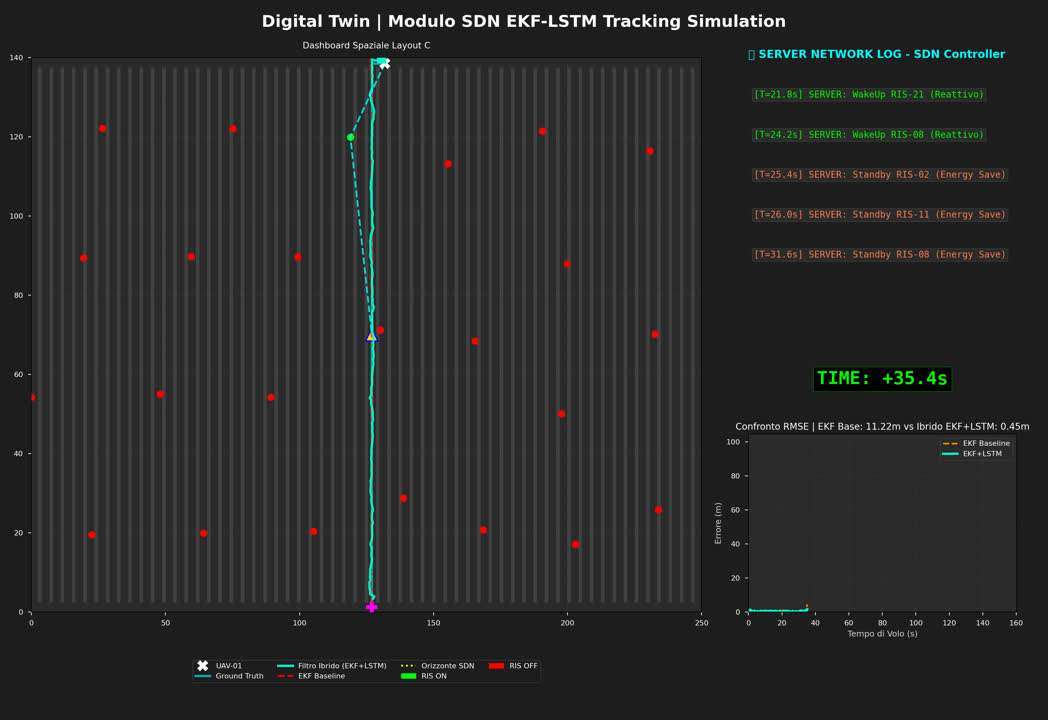 Digital Twin | Modulo SDN EKF-LSTM Tracking Simulation
Dashboard Spaziale Layout C
140
120
100
80
60
40
20
0
0 50 100 150 200 250
UAV-01
Ground Truth
Filtro Ibrido (EKF+LSTM)
EKF Baseline
Orizzonte SDN
RIS ON
RIS OFF
SERVER NETWORK LOG - SDN Controller
[T=21.8s] SERVER: WakeUp RIS-21 (Reattivo)
[T=24.2s] SERVER: WakeUp RIS-08 (Reattivo)
[T=25.4s] SERVER: Standby RIS-02 (Energy Save)
[T=26.0s] SERVER: Standby RIS-11 (Energy Save)
[T=31.6s] SERVER: Standby RIS-08 (Energy Save)
TIME: +35.4s
Confronto RMSE | EKF Base: 11.22m vs Ibrido EKF+LSTM: 0.45m
EKF Baseline
EKF+LSTM
Errore (m)
100
80
60
40
20
0
0 20 40 60 80 100 120 140 160
Tempo di Volo (s)